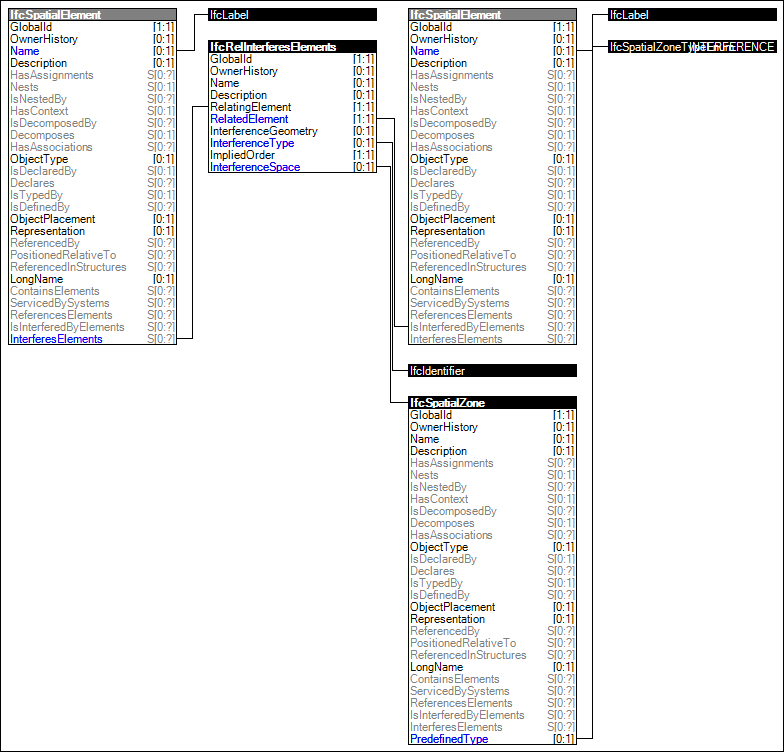 IfcSpatialElement
GlobalId [1:1]
OwnerHistory [0:1]
Name [0:1]
Description [0:1]
HasAssignments S[0:?]
Nests S[0:1]
IsNestedBy S[0:?]
HasContext S[0:1]
IsDecomposedBy S[0:?]
Decomposes S[0:1]
HasAssociations S[0:?]
ObjectType [0:1]
IsDeclaredBy S[0:1]
Declares S[0:?]
IsTypedBy S[0:1]
IsDefinedBy S[0:?]
ObjectPlacement [0:1]
Representation [0:1]
ReferencedBy S[0:?]
PositionedRelativeTo S[0:?]
ReferencedInStructures S[0:?]
LongName [0:1]
ContainsElements S[0:?]
ServicedBySystems S[0:?]
ReferencesElements S[0:?]
IsInterferedByElements S[0:?]
InterferesElements S[0:?]
IfcLabel
IfcRelInterferesElements
GlobalId [1:1]
OwnerHistory [0:1]
Name [0:1]
Description [0:1]
RelatingElement [1:1]
RelatedElement [1:1]
InterferenceGeometry [0:1]
InterferenceType [0:1]
ImpliedOrder [1:1]
InterferenceSpace [0:1]
IfcSpatialElement
GlobalId [1:1]
OwnerHistory [0:1]
Name [0:1]
Description [0:1]
HasAssignments S[0:?]
Nests S[0:1]
IsNestedBy S[0:?]
HasContext S[0:1]
IsDecomposedBy S[0:?]
Decomposes S[0:1]
HasAssociations S[0:?]
ObjectType [0:1]
IsDeclaredBy S[0:1]
Declares S[0:?]
IsTypedBy S[0:1]
IsDefinedBy S[0:?]
ObjectPlacement [0:1]
Representation [0:1]
ReferencedBy S[0:?]
PositionedRelativeTo S[0:?]
ReferencedInStructures S[0:?]
LongName [0:1]
ContainsElements S[0:?]
ServicedBySystems S[0:?]
ReferencesElements S[0:?]
IsInterferedByElements S[0:?]
InterferesElements S[0:?]
IfcIdentifier
IfcSpatialZone
GlobalId [1:1]
OwnerHistory [0:1]
Name [0:1]
Description [0:1]
HasAssignments S[0:?]
Nests S[0:1]
IsNestedBy S[0:?]
HasContext S[0:1]
IsDecomposedBy S[0:?]
Decomposes S[0:1]
HasAssociations S[0:?]
ObjectType [0:1]
IsDeclaredBy S[0:1]
Declares S[0:?]
IsTypedBy S[0:1]
IsDefinedBy S[0:?]
ObjectPlacement [0:1]
Representation [0:1]
ReferencedBy S[0:?]
PositionedRelativeTo S[0:?]
ReferencedInStructures S[0:?]
LongName [0:1]
ContainsElements S[0:?]
ServicedBySystems S[0:?]
ReferencesElements S[0:?]
IsInterferedByElements S[0:?]
InterferesElements S[0:?]
PredefinedType [0:1]
IfcLabel
IfcSpatialZoneTypeEnum INTERFERENCE